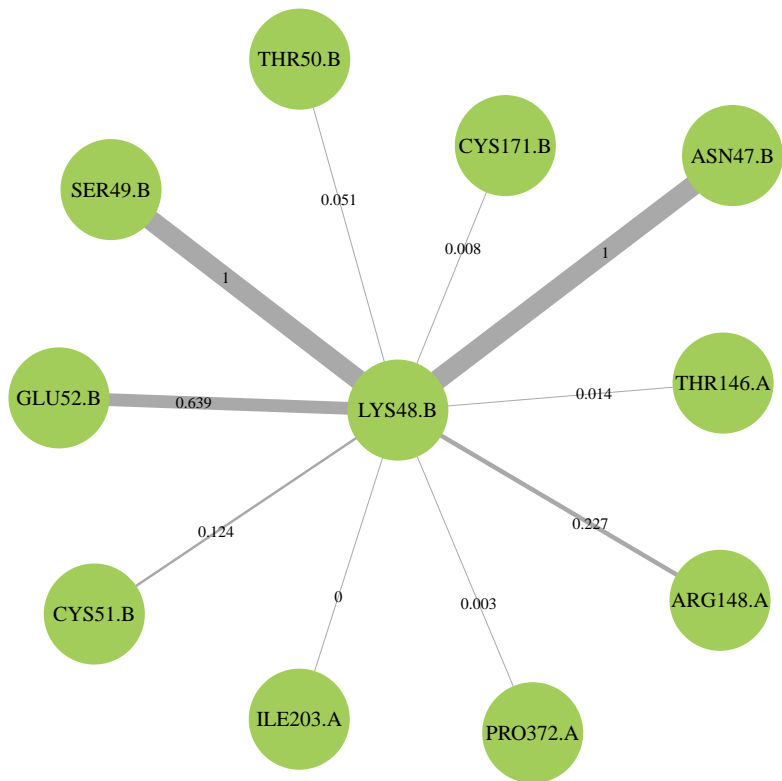 THR50.B
CYS171.B
ASN47.B
SER49.B
0.051
0.008
1
1
THR146.A
GLU52.B
0.639
LYS48.B
0.014
0.124
0.227
CYS51.B
0
0.003
ARG148.A
ILE203.A
PRO372.A